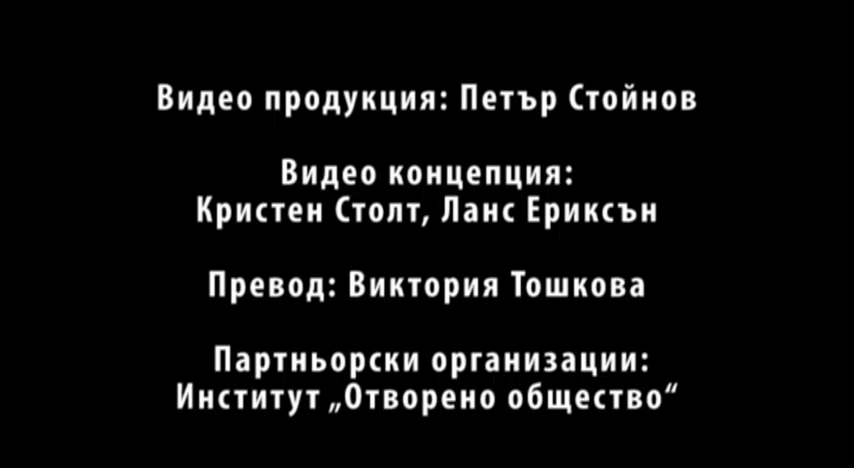 Видео продукция: Петър Стойнов
Видео концепция:
Кристен Столт, Ланс Ериксън
Превод: Виктория Тошкова
Партньорски организации:
Институт „Отворено общество“